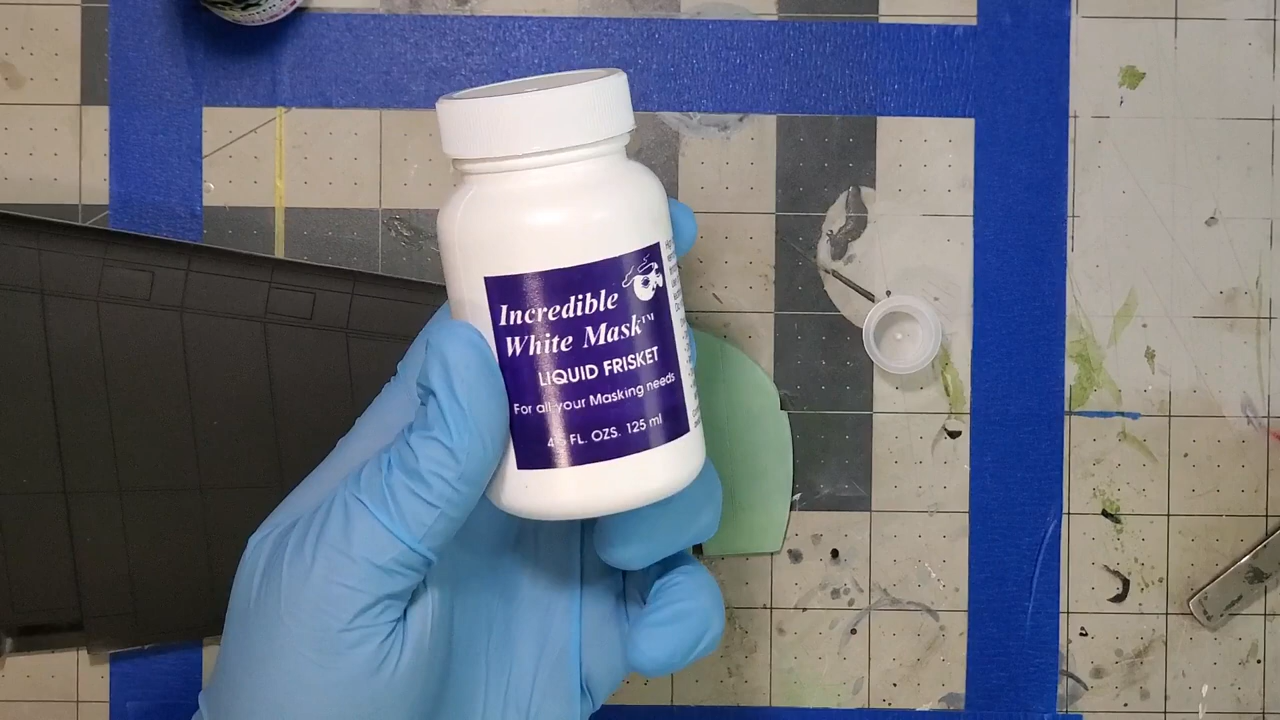 Incredible
White Mask™
LIQUID FRISKET
For all your Masking needs
FL. OZS. 125 ml